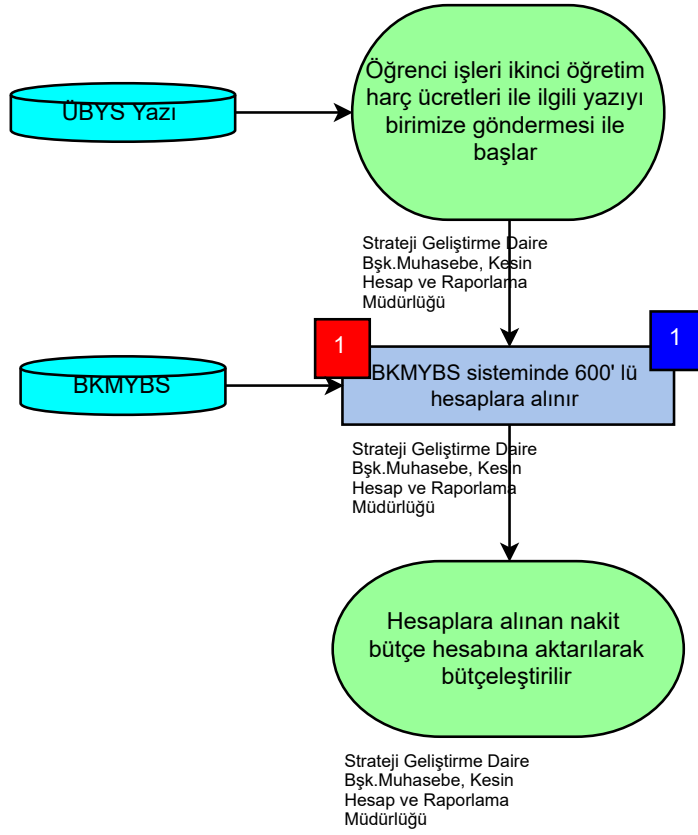 Öğrenci işleri ikinci öğretim
harç ücretleri ile ilgili yazıyı
birimize göndermesi ile
başlar
ÜBYS Yazı
Strateji Geliştirme Daire
Bşk.Muhasebe, Kesin
Hesap ve Raporlama
Müdürlüğü
1
1
BKMYBS sisteminde 600' lü
hesaplara alınır
BKMYBS
Strateji Geliştirme Daire
Bşk.Muhasebe, Kesin
Hesap ve Raporlama
Müdürlüğü
Hesaplara alınan nakit
bütçe hesabına aktarılarak
bütçeleştirilir
Strateji Geliştirme Daire
Bşk.Muhasebe, Kesin
Hesap ve Raporlama
Müdürlüğü